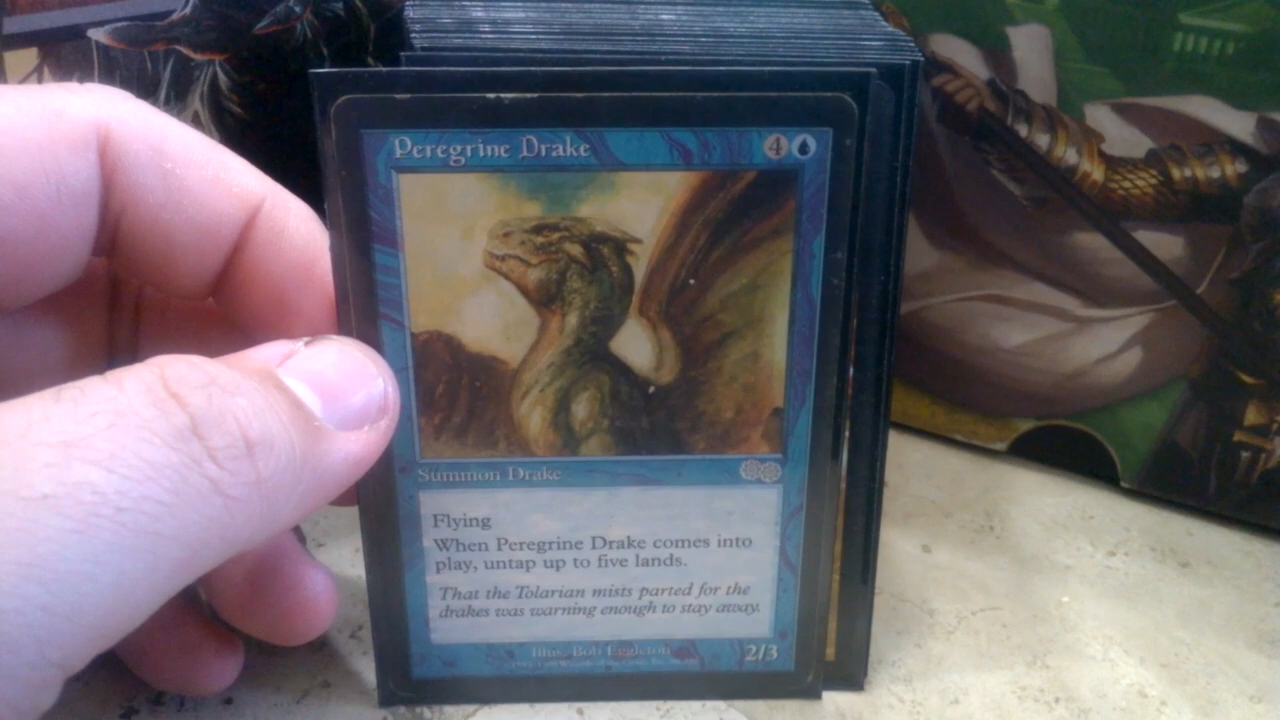 Peregrine Drake 4
Summon Drake
Flying
When Peregrine Drake comes into
play, untap up to five lands.
That the Tolarian mists parted for the
drakes was warning enough to stay away.
Illus. Bob Eggleton
2/3